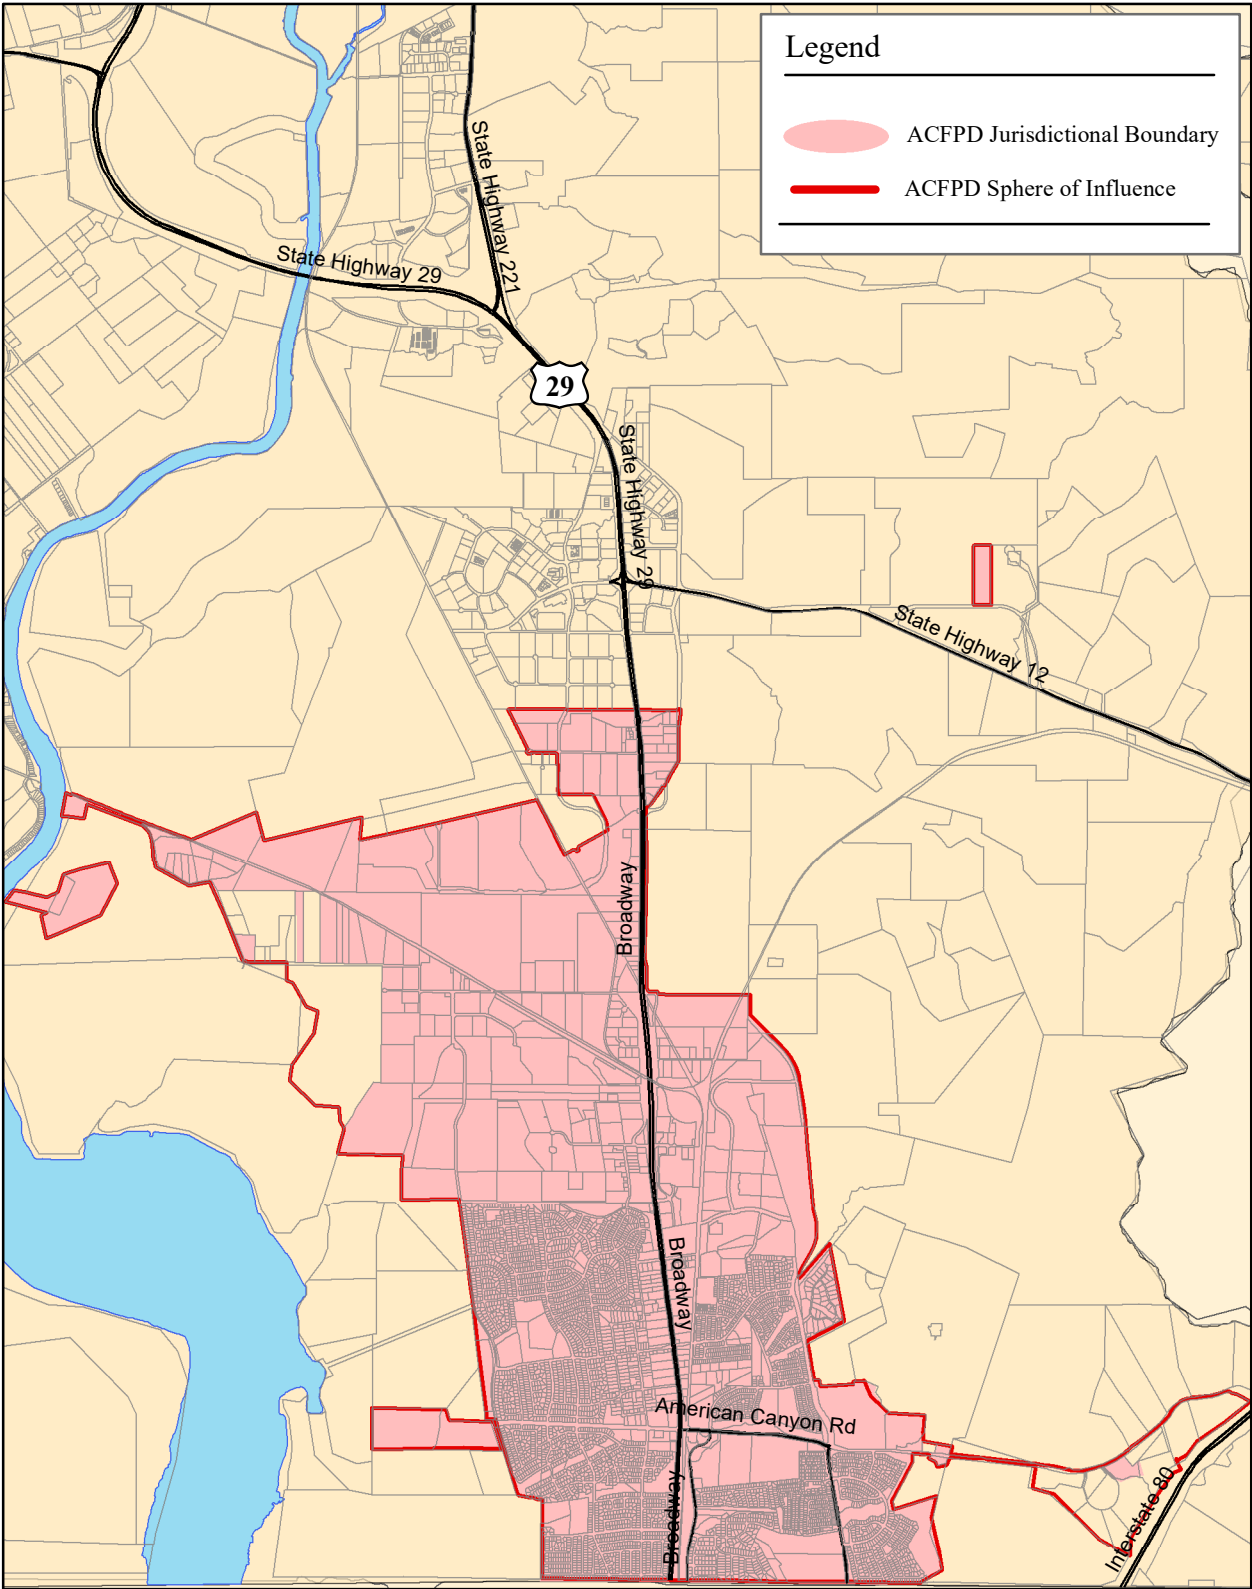 Legend
ACFPD Jurisdictional Boundary
ACFPD Sphere of Influence
State Highway 221
State Highway 29
29
State Highway 29
State Highway 12
Broadway
Broadway
American Canyon Rd
Broadway
Interstate 80